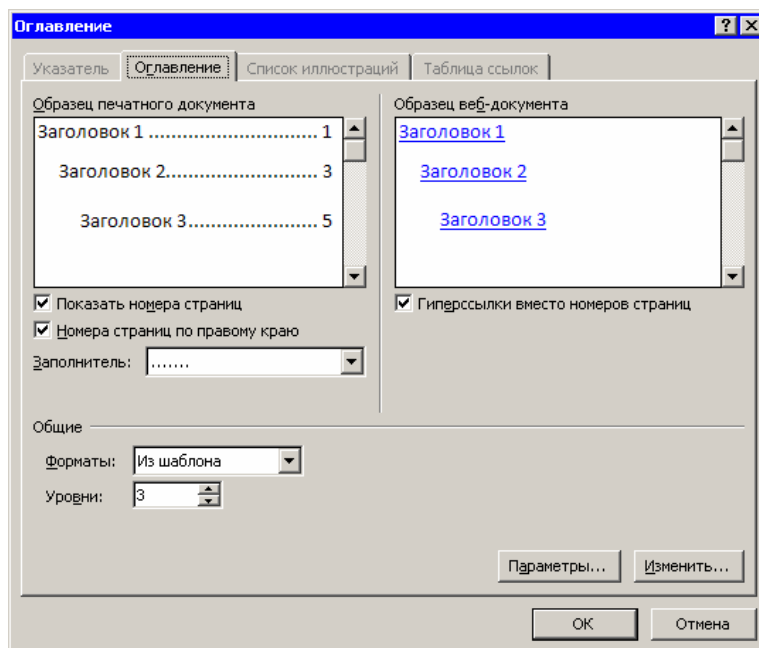 Оглавление
Указатель Оглавление Список иллюстраций Таблица ссылок
Образец печатного документа
Заголовок 1 ................................ 1
Заголовок 2............................ 3
Заголовок 3........................ 5
Образец веб-документа
Заголовок 1
Заголовок 2
Заголовок 3
Показать номера страниц
Номера страниц по правому краю
Заполнитель: .......
Гиперссылки вместо номеров страниц
Общие
Форматы: Из шаблона
Уровни: 3
Параметры... Изменить...
ОК Отмена